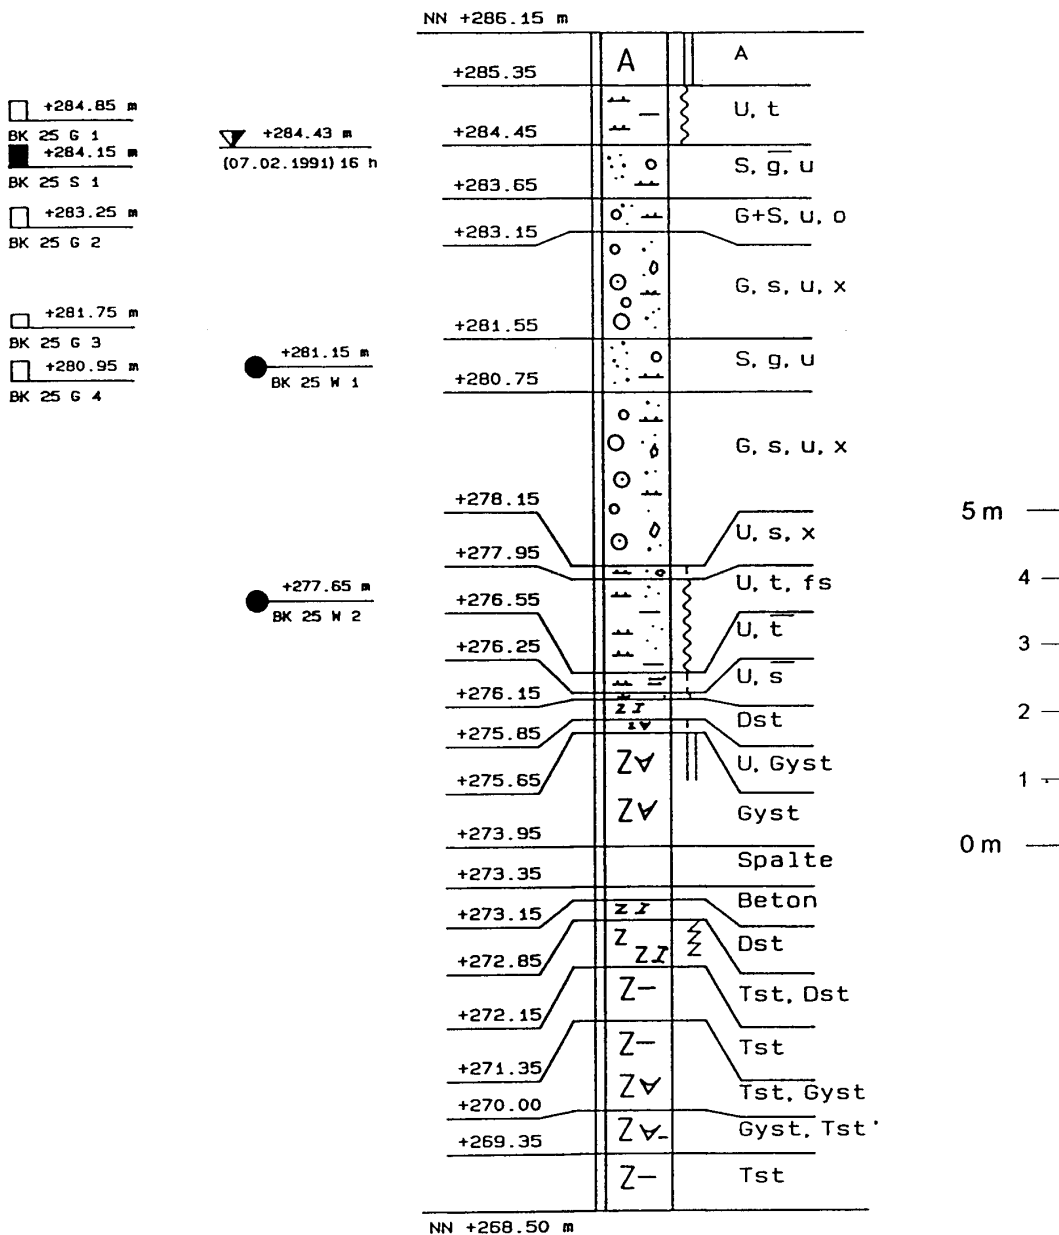 NN +286.15 m
A
A
+285.35
U, t
+284.85 m
BK 25 G 1
+284.43 m
(07.02.1991) 16 h
+284.45
+284.15 m
BK 25 S 1
S, g̅, u
+283.65
+283.25 m
BK 25 G 2
G+S, u, o
+283.15
G, s, u, x
+281.75 m
BK 25 G 3
+281.55
+281.15 m
BK 25 W 1
S, g, u
+280.95 m
BK 25 G 4
+280.75
G, s, u, x
+278.15
5 m
U, s, x
+277.95
4
U, t, fs
+277.65 m
BK 25 W 2
+276.55
U, t̅
3
+276.25
U, s̅
+276.15
Z I
2
Dst
+275.85
U, Gyst
Z
+275.65
1
Z
Gyst
+273.95
0 m
Spalte
+273.35
Beton
+273.15
Z I
Dst
Z
Z I
+272.85
Z–
Tst, Dst
+272.15
Z–
Tst
+271.35
Z
Tst, Gyst
+270.00
Z
Gyst, Tst'
+269.35
Z–
Tst
NN +268.50 m